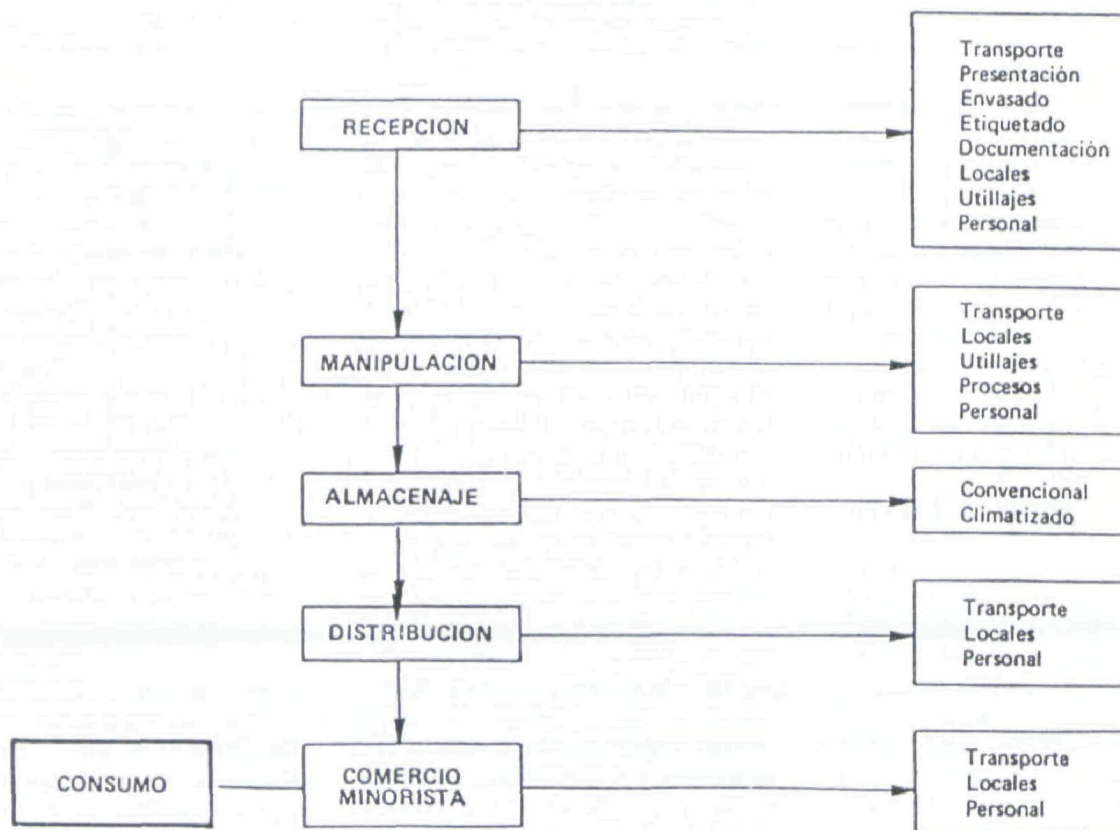 RECEPCION
Transporte
Presentación
Envasado
Etiquetado
Documentación
Locales
Utillajes
Personal
MANIPULACION
Transporte
Locales
Utillajes
Procesos
Personal
ALMACENAJE
Convencional
Climatizado
DISTRIBUCION
Transporte
Locales
Personal
CONSUMO
COMERCIO
MINORISTA
Transporte
Locales
Personal